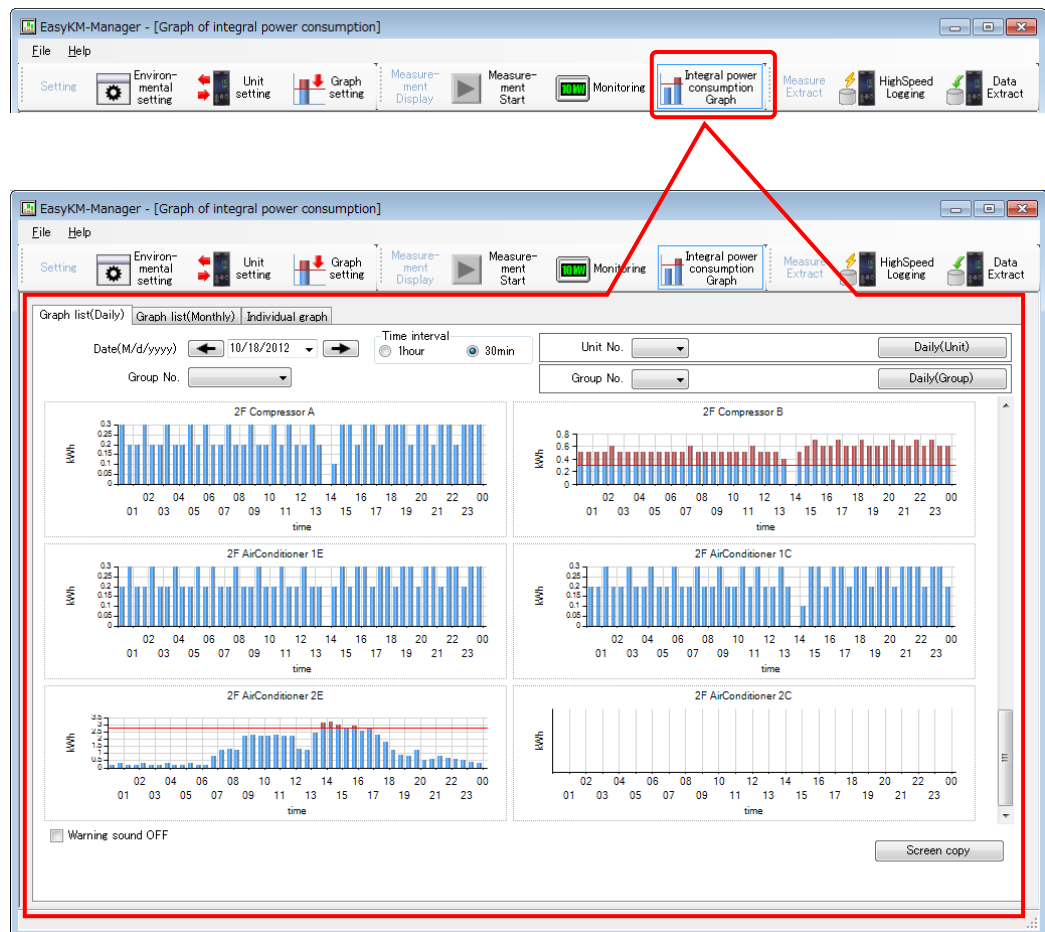 EasyKM-Manager - [Graph of integral power consumption]
File Help
Setting
Environ-
mental
setting
Unit
setting
Graph
setting
Measure-
ment
Display
Measure-
ment
Start
10 kW
Monitoring
Integral power
consumption
Graph
Measure
Extract
HighSpeed
Logging
Data
Extract
EasyKM-Manager - [Graph of integral power consumption]
File Help
Setting
Environ-
mental
setting
Unit
setting
Graph
setting
Measure-
ment
Display
Measure-
ment
Start
10 kW
Monitoring
Integral power
consumption
Graph
Measure
Extract
HighSpeed
Logging
Data
Extract
Graph list(Daily) Graph list(Monthly) Individual graph
Date(M/d/yyyy) 10/18/2012
Time interval
1hour 30min
Unit No. Daily(Unit)
Group No.
Group No. Daily(Group)
2F Compressor A
kWh
0.3
0.25
0.2
0.15
0.1
0.05
0
02 04 06 08 10 12 14 16 18 20 22 00
01 03 05 07 09 11 13 15 17 19 21 23
time
2F Compressor B
kWh
0.8
0.6
0.4
0.2
0
02 04 06 08 10 12 14 16 18 20 22 00
01 03 05 07 09 11 13 15 17 19 21 23
time
2F AirConditioner 1E
kWh
0.3
0.25
0.2
0.15
0.1
0.05
0
02 04 06 08 10 12 14 16 18 20 22 00
01 03 05 07 09 11 13 15 17 19 21 23
time
2F AirConditioner 1C
kWh
0.3
0.25
0.2
0.15
0.1
0.05
0
02 04 06 08 10 12 14 16 18 20 22 00
01 03 05 07 09 11 13 15 17 19 21 23
time
2F AirConditioner 2E
kWh
3.5
3
2.5
2
1.5
1
0.5
0
02 04 06 08 10 12 14 16 18 20 22 00
01 03 05 07 09 11 13 15 17 19 21 23
time
2F AirConditioner 2C
kWh
02 04 06 08 10 12 14 16 18 20 22 00
01 03 05 07 09 11 13 15 17 19 21 23
time
Warning sound OFF
Screen copy